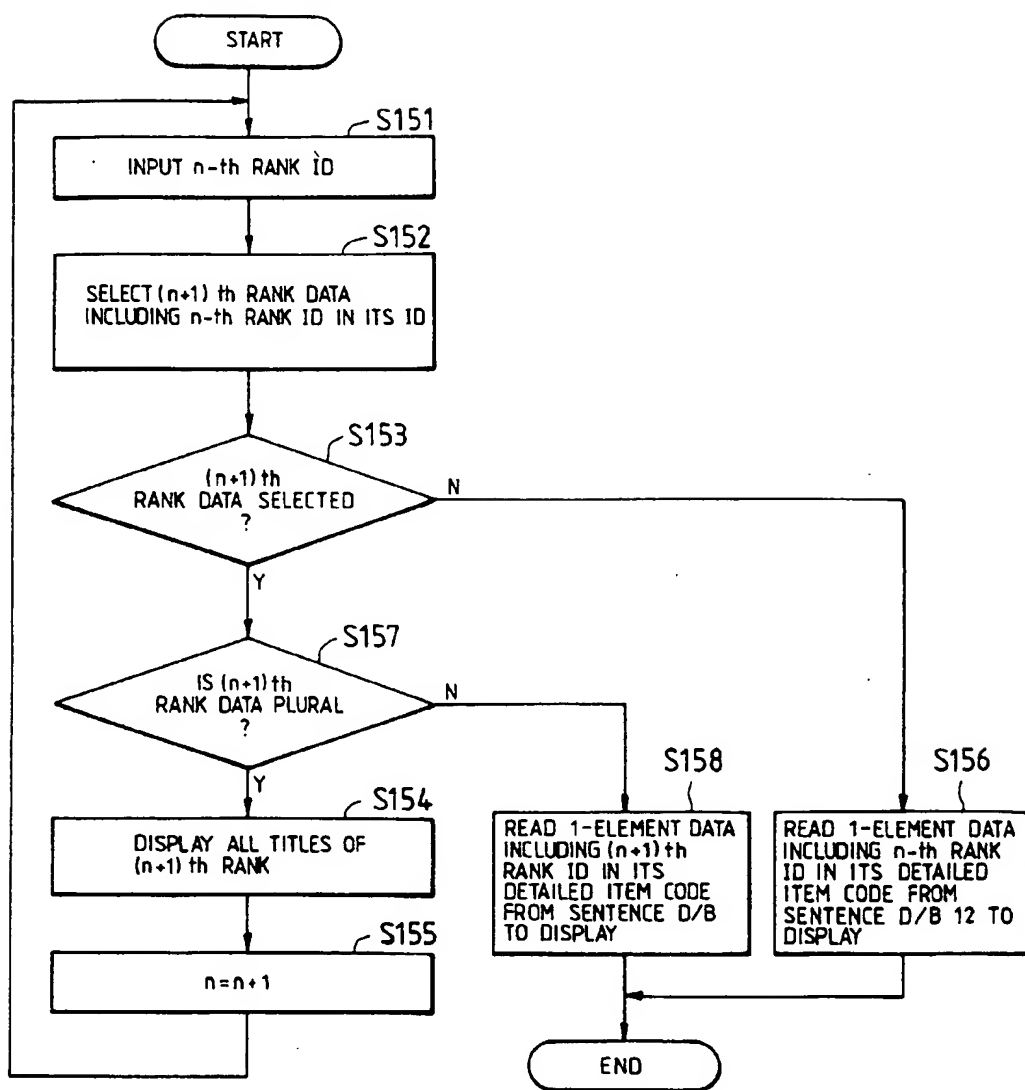 START
S151
INPUT n-th RANK ID
S152
SELECT (n+1) th RANK DATA
INCLUDING n-th RANK ID IN ITS ID
S153
(n+1) th
RANK DATA SELECTED
?
N
Y
S157
IS (n+1) th
RANK DATA PLURAL
?
N
Y
S154
DISPLAY ALL TITLES OF
(n+1) th RANK
S155
n=n+1
S158
READ 1-ELEMENT DATA
INCLUDING (n+1) th
RANK ID IN ITS
DETAILED ITEM CODE
FROM SENTENCE D/B
TO DISPLAY
S156
READ 1-ELEMENT DATA
INCLUDING n-th RANK
ID IN ITS DETAILED
ITEM CODE FROM
SENTENCE D/B 12 TO
DISPLAY
END